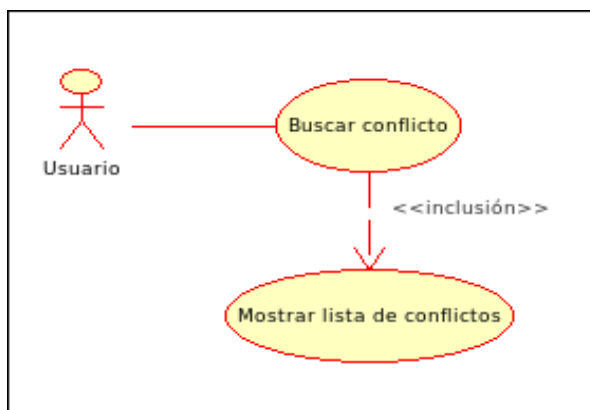 Buscar conflicto
Usuario
<<inclusión>>
Mostrar lista de conflictos